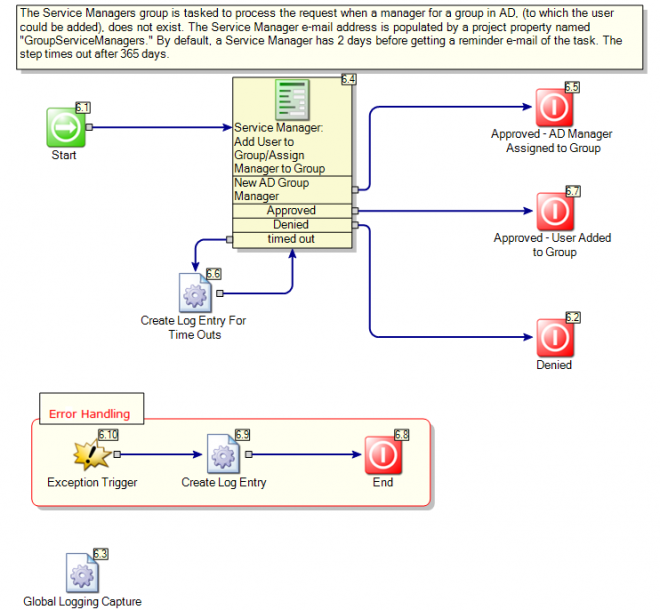 The Service Managers group is tasked to process the request when a manager for a group in AD, (to which the user
could be added), does not exist. The Service Manager e-mail address is populated by a project property named
"GroupServiceManagers." By default, a Service Manager has 2 days before getting a reminder e-mail of the task. The
step times out after 365 days.
6.1
Start
6.4
Service Manager:
Add User to
Group/Assign
Manager to Group
New AD Group
Manager
Approved
Denied
timed out
6.5
Approved - AD Manager
Assigned to Group
6.7
Approved - User Added
to Group
6.6
Create Log Entry For
Time Outs
6.2
Denied
Error Handling
6.10
Exception Trigger
6.9
Create Log Entry
6.8
End
6.3
Global Logging Capture